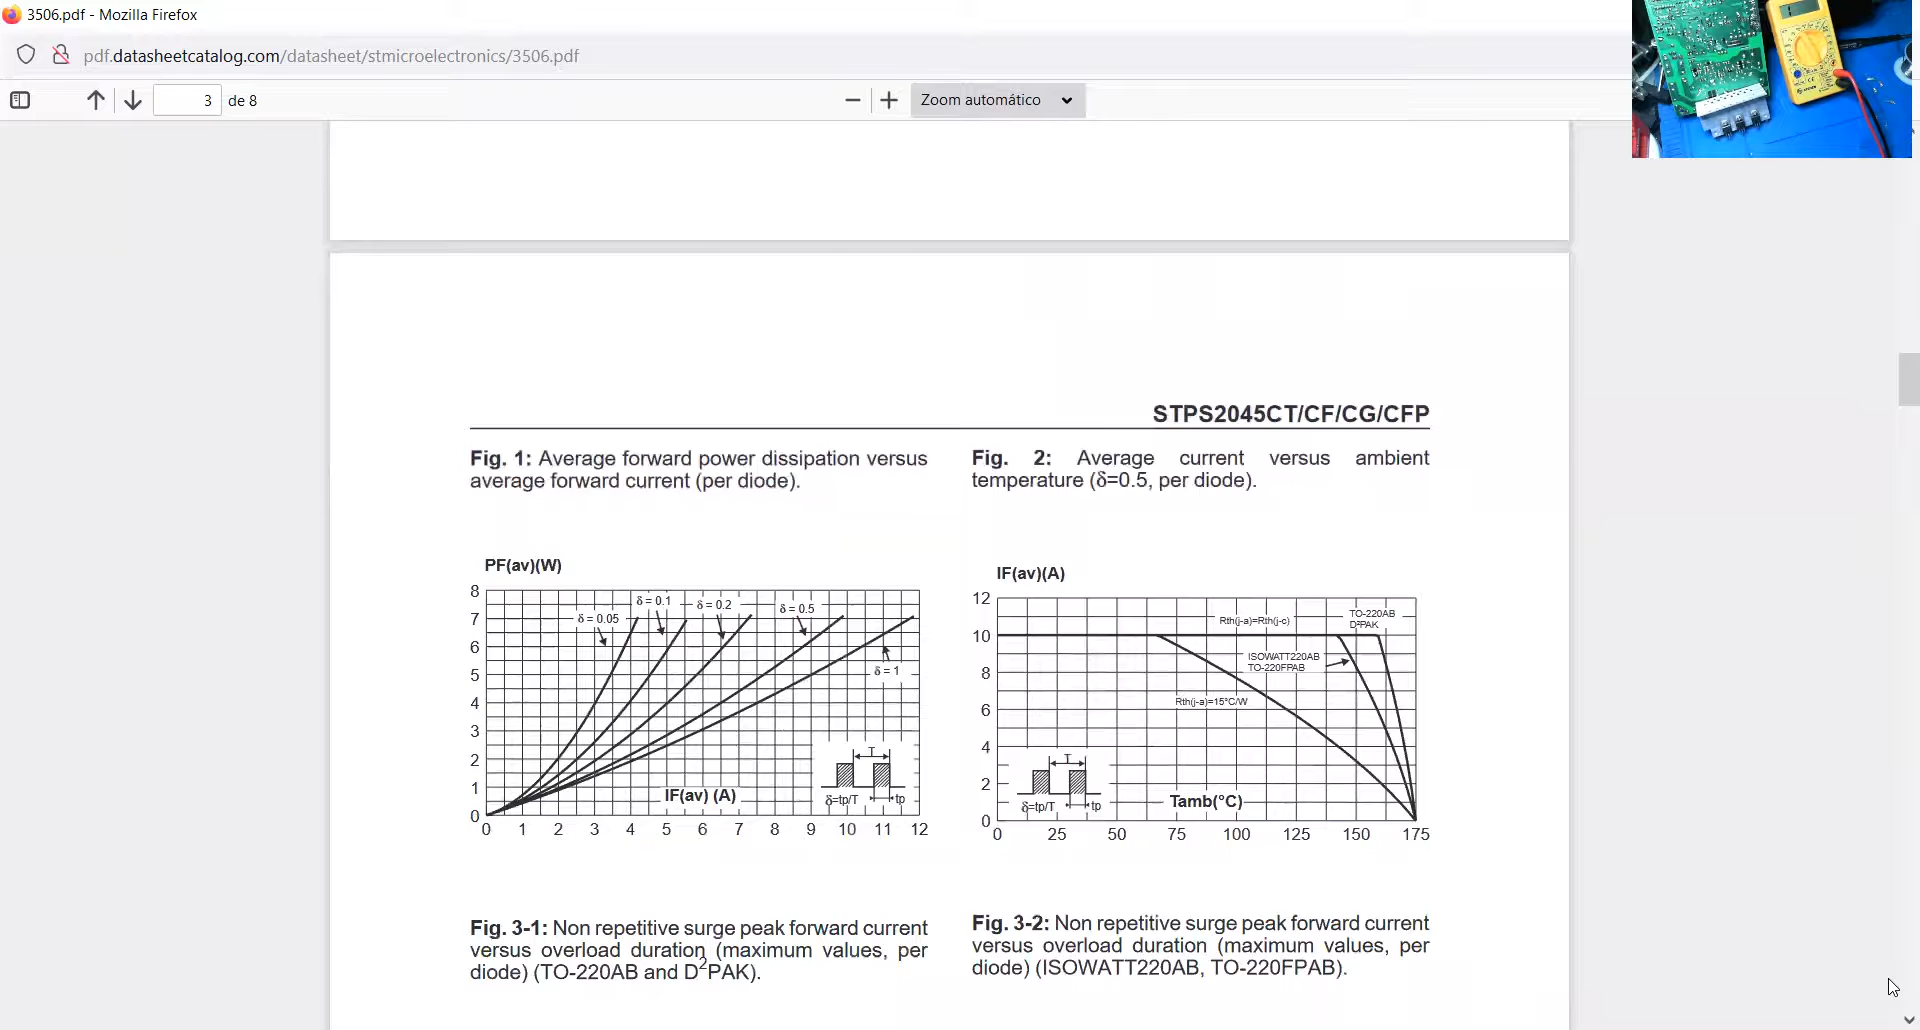 3506.pdf - Mozilla Firefox
pdf.datasheetcatalog.com/datasheet/stmicroelectronics/3506.pdf
3 de 8
Zoom automático
STPS2045CT/CF/CG/CFP
Fig. 1: Average forward power dissipation versus
average forward current (per diode).
Fig. 2: Average current versus ambient
temperature (δ=0.5, per diode).
PF(av)(W)
8
7
6
5
4
3
2
1
0
δ = 0.05
δ = 0.1
δ = 0.2
δ = 0.5
δ = 1
T
δ=tp/T
tp
IF(av) (A)
0 1 2 3 4 5 6 7 8 9 10 11 12
IF(av)(A)
12
10
8
6
4
2
0
Rth(j-a)=Rth(j-c)
TO-220AB
D²PAK
ISOWATT220AB
TO-220FPAB
Rth(j-a)=15°C/W
T
δ=tp/T
tp
Tamb(°C)
0 25 50 75 100 125 150 175
Fig. 3-1: Non repetitive surge peak forward current
versus overload duration (maximum values, per
diode) (TO-220AB and D²PAK).
Fig. 3-2: Non repetitive surge peak forward current
versus overload duration (maximum values, per
diode) (ISOWATT220AB, TO-220FPAB).